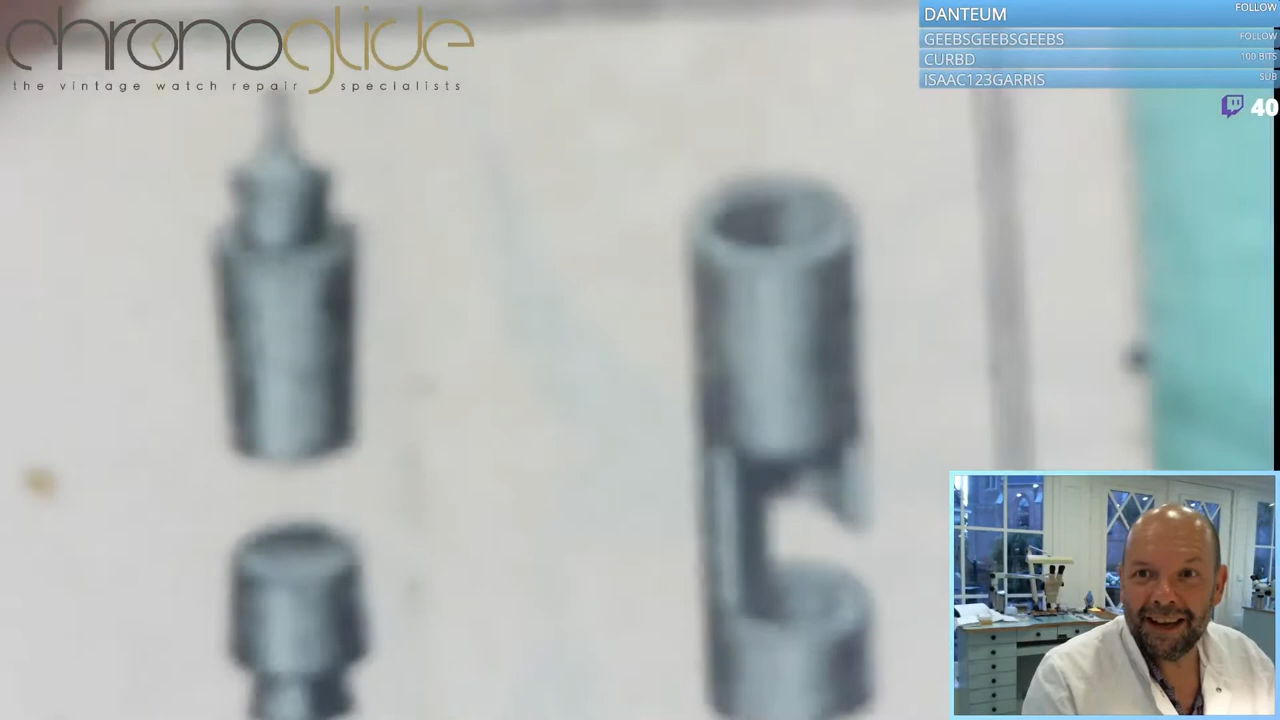 chronoglide
the vintage watch repair specialists
DANTEUM FOLLOW
GEEBSGEEBSGEEBS FOLLOW
CURBD 100 BITS
ISAAC123GARRIS SUB
40